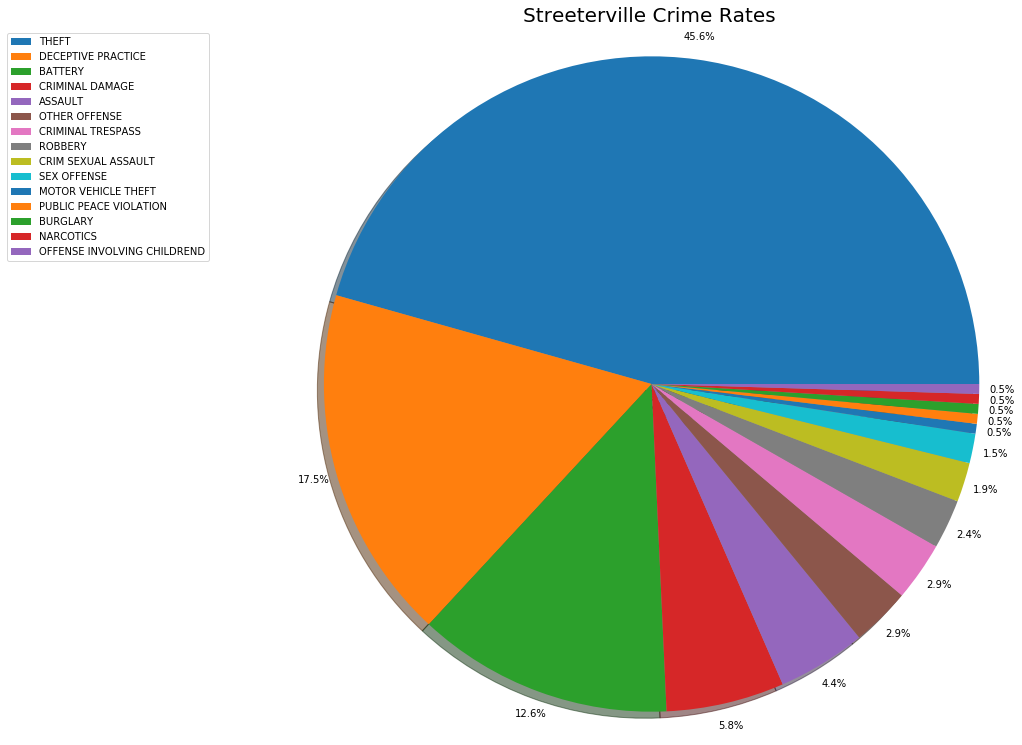 Streeterville Crime Rates
THEFT
DECEPTIVE PRACTICE
BATTERY
CRIMINAL DAMAGE
ASSAULT
OTHER OFFENSE
CRIMINAL TRESPASS
ROBBERY
CRIM SEXUAL ASSAULT
SEX OFFENSE
MOTOR VEHICLE THEFT
PUBLIC PEACE VIOLATION
BURGLARY
NARCOTICS
OFFENSE INVOLVING CHILDREND
45.6%
17.5%
12.6%
5.8%
4.4%
2.9%
2.9%
2.4%
1.9%
1.5%
0.5%
0.5%
0.5%
0.5%
0.5%